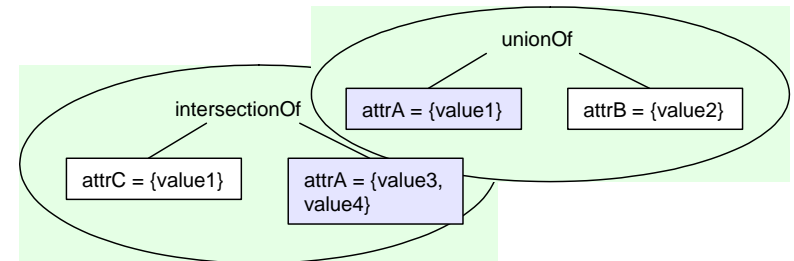 unionOf
attrA = {value1}
attrB = {value2}
intersectionOf
attrC = {value1}
attrA = {value3,
value4}